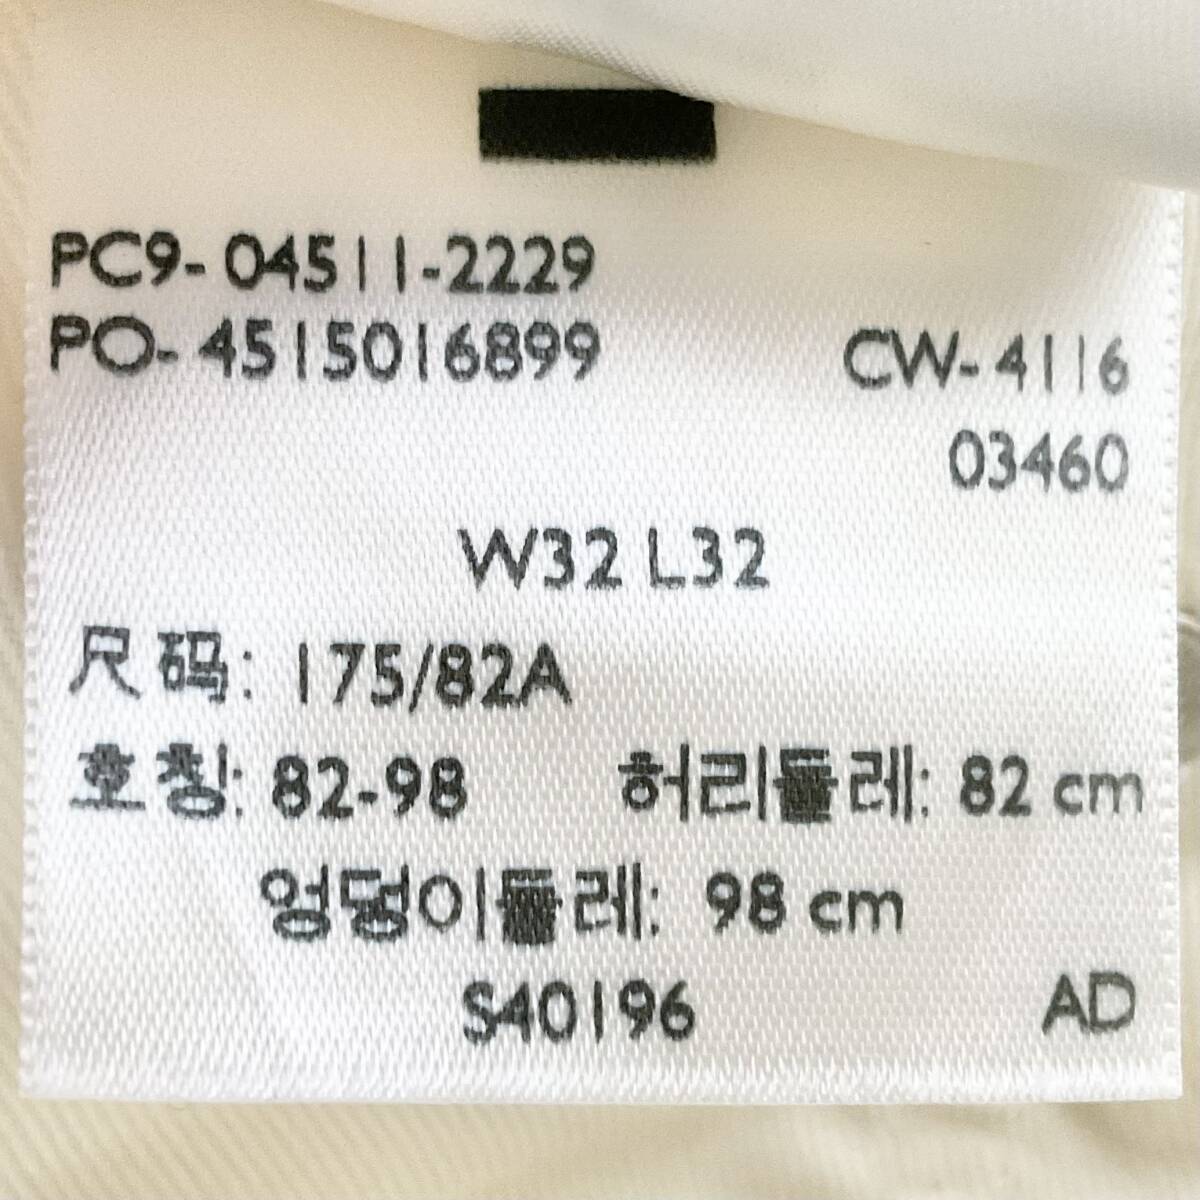 PC9-04511-2229
PO-4515016899
CW-4116
03460
W32 L32
尺码: 175/82A
호칭: 82-98 허리둘레: 82 cm
엉덩이둘레: 98 cm
S40196 AD